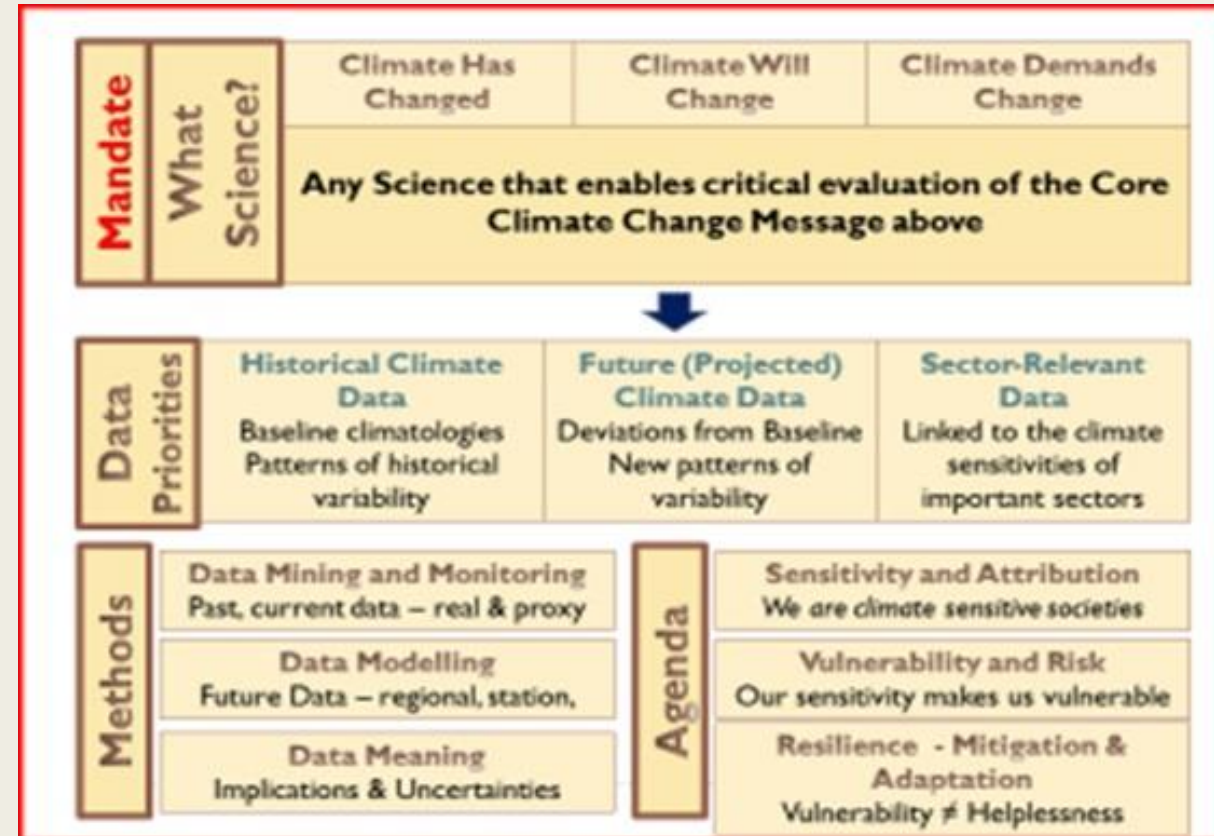 Mandate
What
Science?
Climate Has
Changed
Climate Will
Change
Climate Demands
Change
Any Science that enables critical evaluation of the Core
Climate Change Message above
Data
Priorities
Historical Climate
Data
Baseline climatologies
Patterns of historical
variability
Future (Projected)
Climate Data
Deviations from Baseline
New patterns of
variability
Sector-Relevant
Data
Linked to the climate
sensitivities of
important sectors
Methods
Data Mining and Monitoring
Past, current data – real & proxy
Data Modelling
Future Data – regional, station,
Data Meaning
Implications & Uncertainties
Agenda
Sensitivity and Attribution
We are climate sensitive societies
Vulnerability and Risk
Our sensitivity makes us vulnerable
Resilience - Mitigation &
Adaptation
Vulnerability ≠ Helplessness